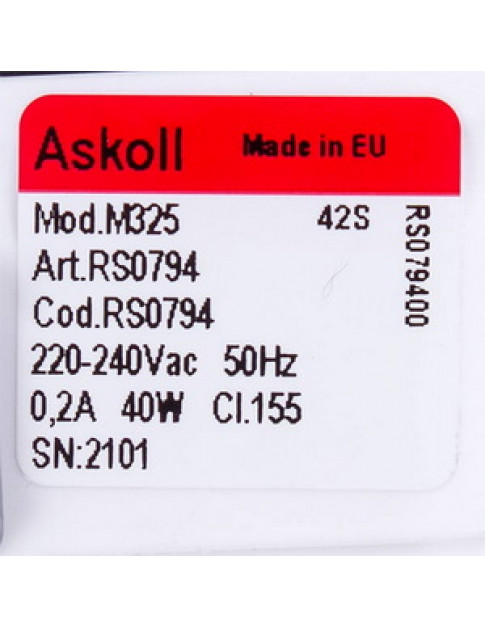 Askoll Made in EU
Mod.M325 42S
Art.RS0794
Cod.RS0794
220-240Vac 50Hz
0,2A 40W Cl.155
SN:2101
RS079400